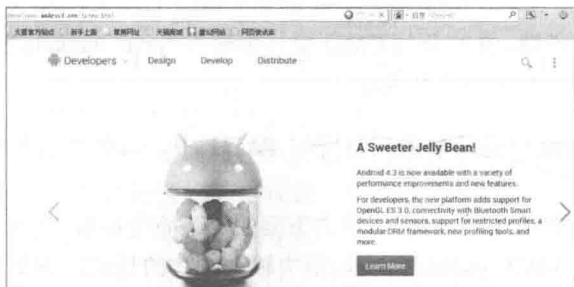 Developers Design Develop Distribute
A Sweeter Jelly Bean!
Android 4.3 is now available with a variety of
performance improvements and new features.
For developers, the new platform adds support for
OpenGL ES 3.0, connectivity with Bluetooth Smart
devices and sensors, support for restricted profiles, a
modular DRM framework, new profiling tools, and
more.
Learn More